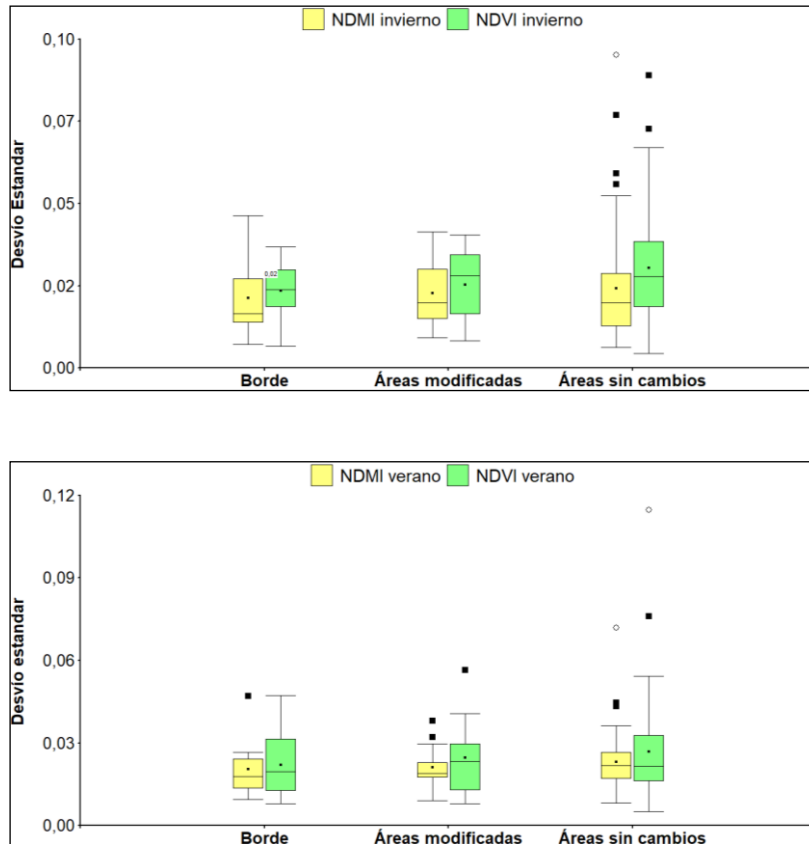 NDMI invierno NDVI invierno
0,10
0,07
0,05
0,02
0,00
Desvío Estandar
0,02
Borde Áreas modificadas Áreas sin cambios
NDMI verano NDVI verano
0,12
0,09
0,06
0,03
0,00
Desvío estandar
Borde Áreas modificadas Áreas sin cambios